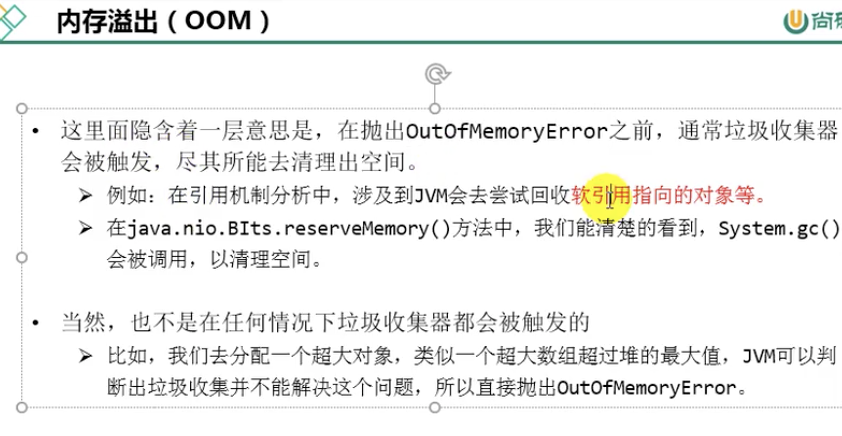 内存溢出（OOM）
尚
• 这里面隐含着一层意思是，在抛出OutOfMemoryError之前，通常垃圾收集器
会被触发，尽其所能去清理出空间。
➢ 例如：在引用机制分析中，涉及到JVM会去尝试回收软引用指向的对象等。
➢ 在java.nio.BIts.reserveMemory()方法中，我们能清楚的看到，System.gc()
会被调用，以清理空间。
• 当然，也不是在任何情况下垃圾收集器都会被触发的
➢ 比如，我们去分配一个超大对象，类似一个超大数组超过堆的最大值，JVM可以判
断出垃圾收集并不能解决这个问题，所以直接抛出OutOfMemoryError。